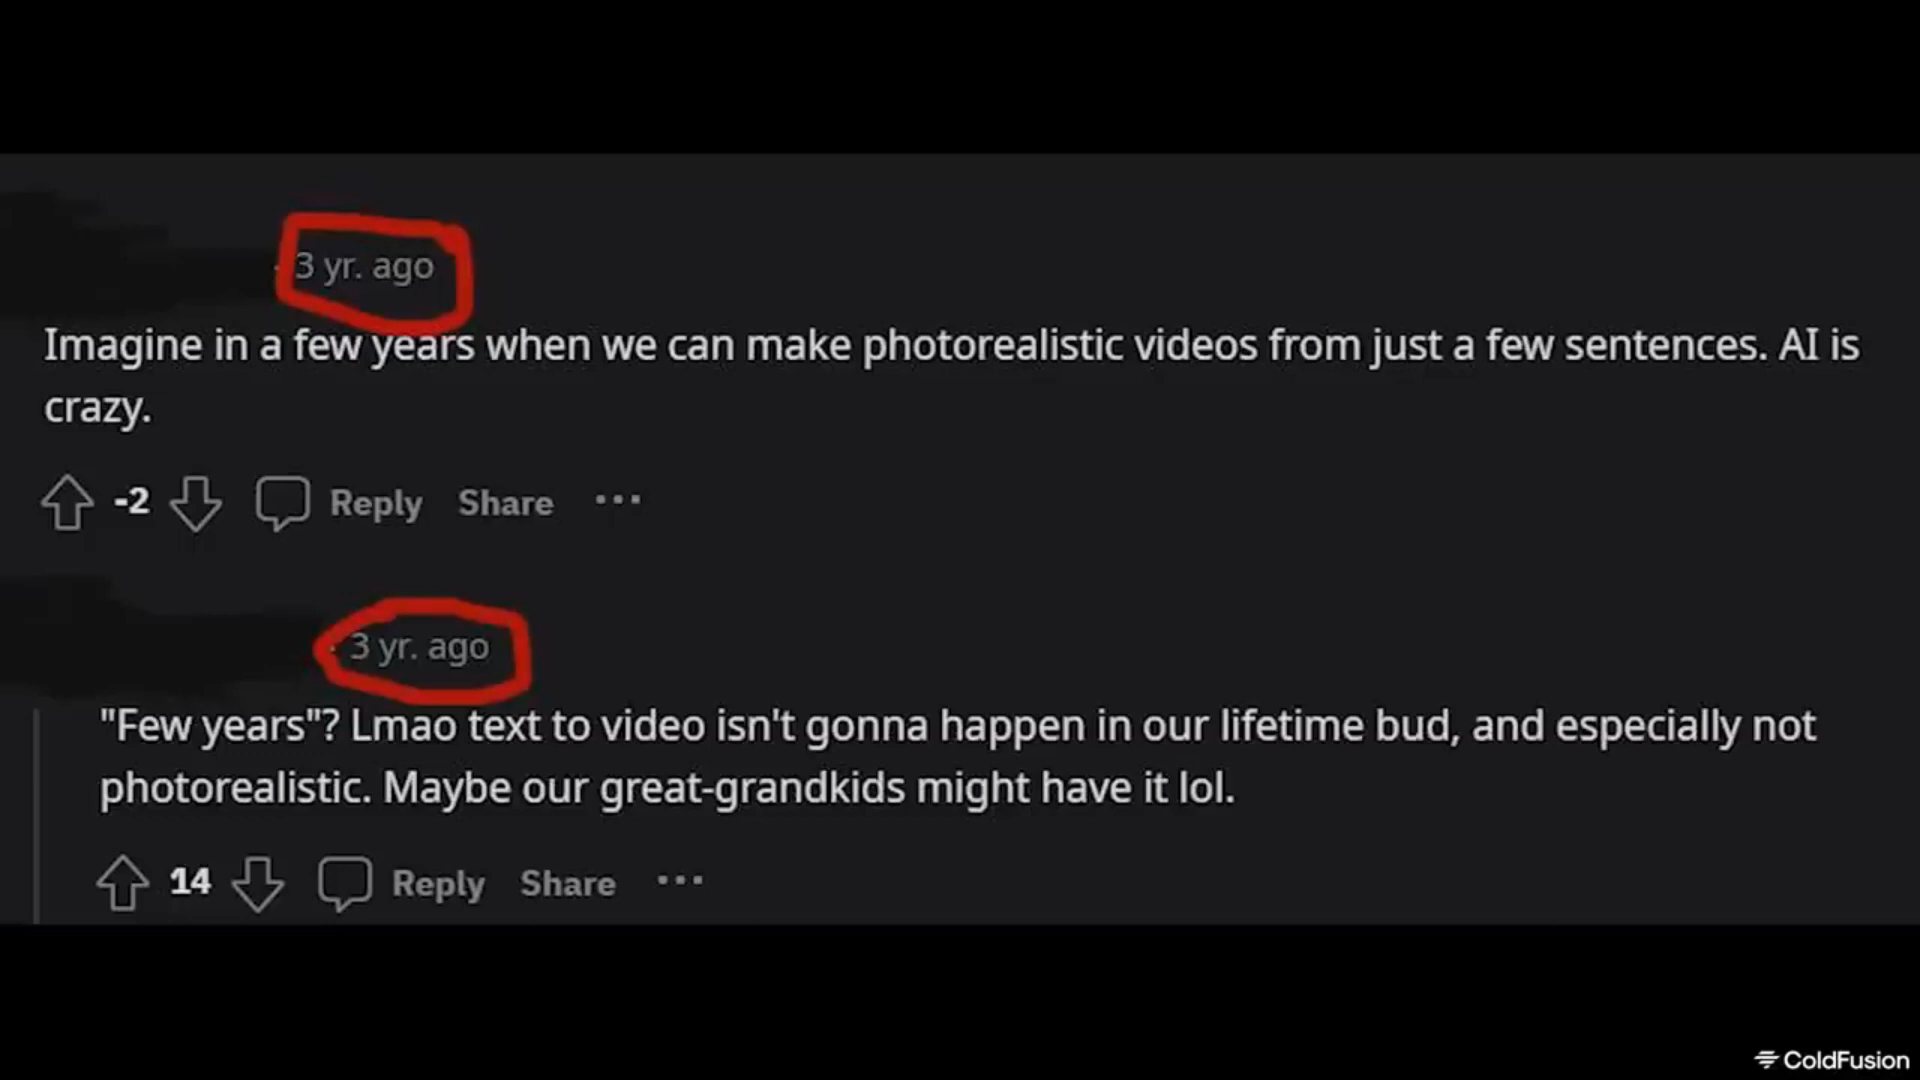 3 yr. ago
Imagine in a few years when we can make photorealistic videos from just a few sentences. AI is
crazy.
-2 Reply Share ...
3 yr. ago
"Few years"? Lmao text to video isn't gonna happen in our lifetime bud, and especially not
photorealistic. Maybe our great-grandkids might have it lol.
14 Reply Share ...
ColdFusion